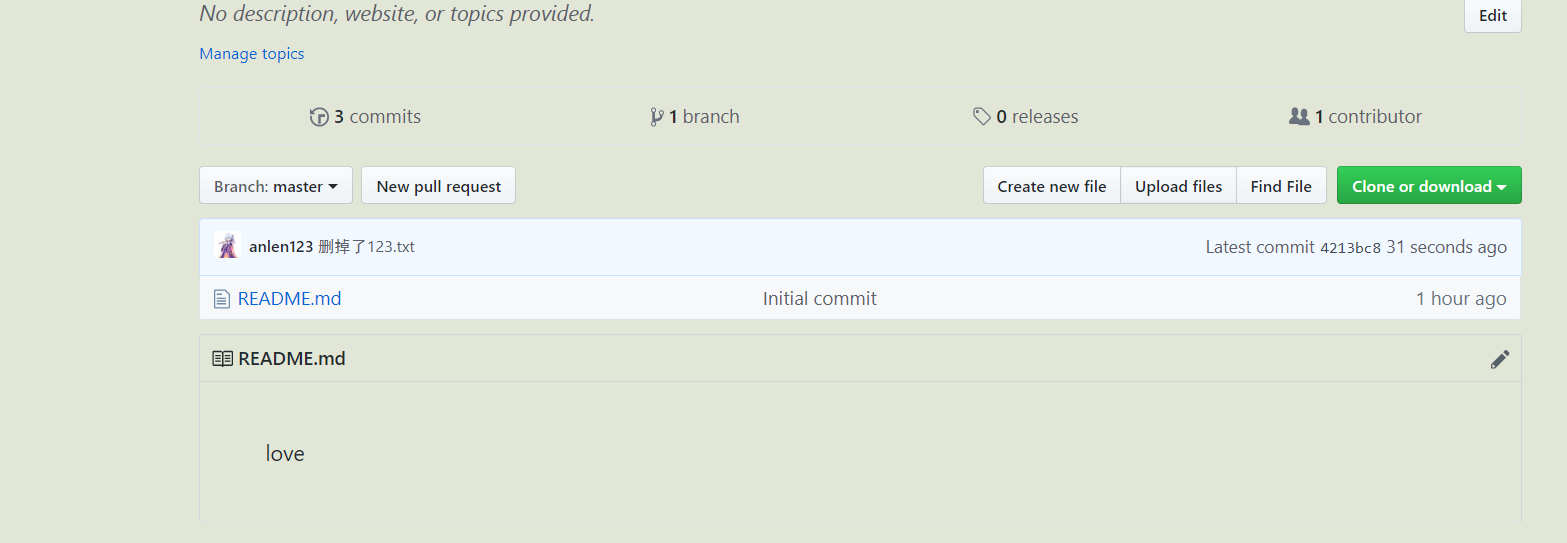 No description, website, or topics provided.
Edit
Manage topics
3 commits
1 branch
0 releases
1 contributor
Branch: master
New pull request
Create new file
Upload files
Find File
Clone or download
anlen123 删掉了123.txt
Latest commit 4213bc8 31 seconds ago
README.md
Initial commit
1 hour ago
README.md
love